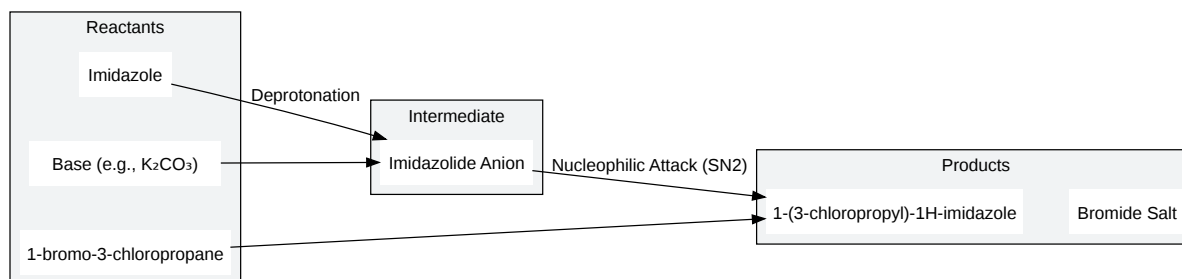 Reactants
Imidazole
Deprotonation
Intermediate
Base (e.g., K₂CO₃)
Imidazolide Anion
Nucleophilic Attack (SN2)
Products
1-(3-chloropropyl)-1H-imidazole
Bromide Salt
1-bromo-3-chloropropane